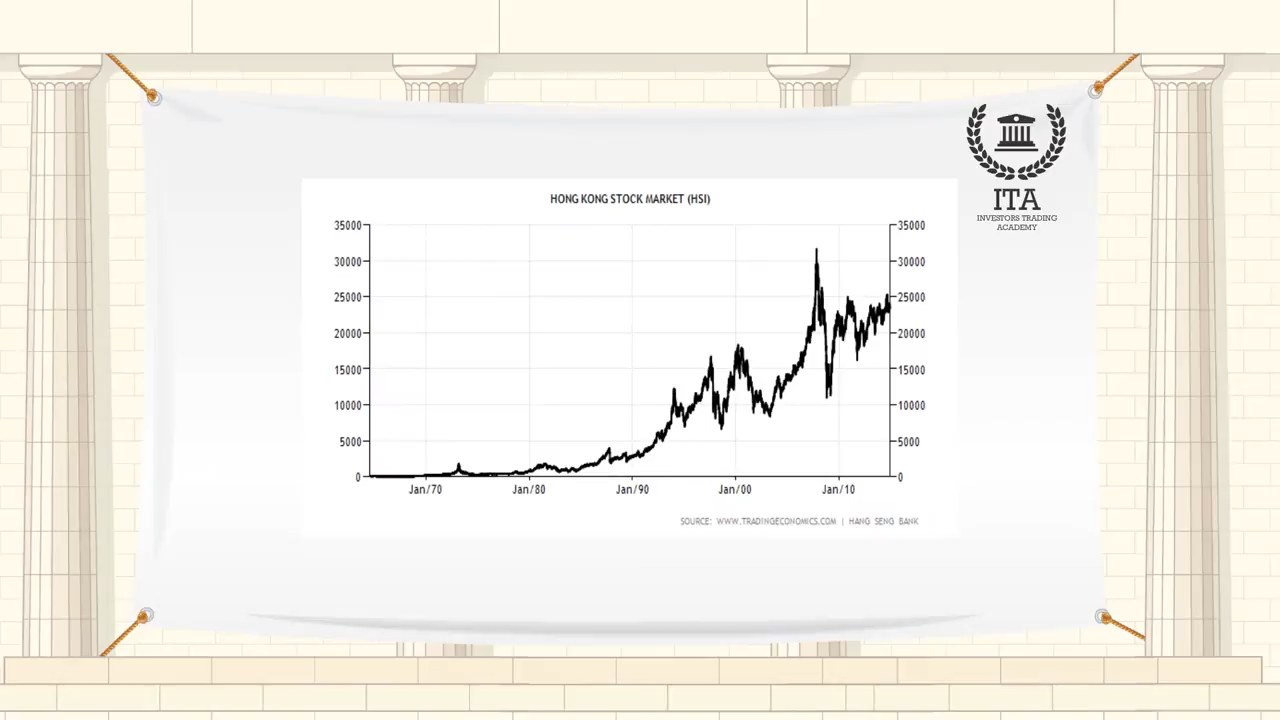 ITA
INVESTORS TRADING
ACADEMY
HONG KONG STOCK MARKET (HSI)
35000 35000
30000 30000
25000 25000
20000 20000
15000 15000
10000 10000
5000 5000
0 0
Jan/70 Jan/80 Jan/90 Jan/00 Jan/10
SOURCE: WWW.TRADINGECONOMICS.COM | HANG SENG BANK